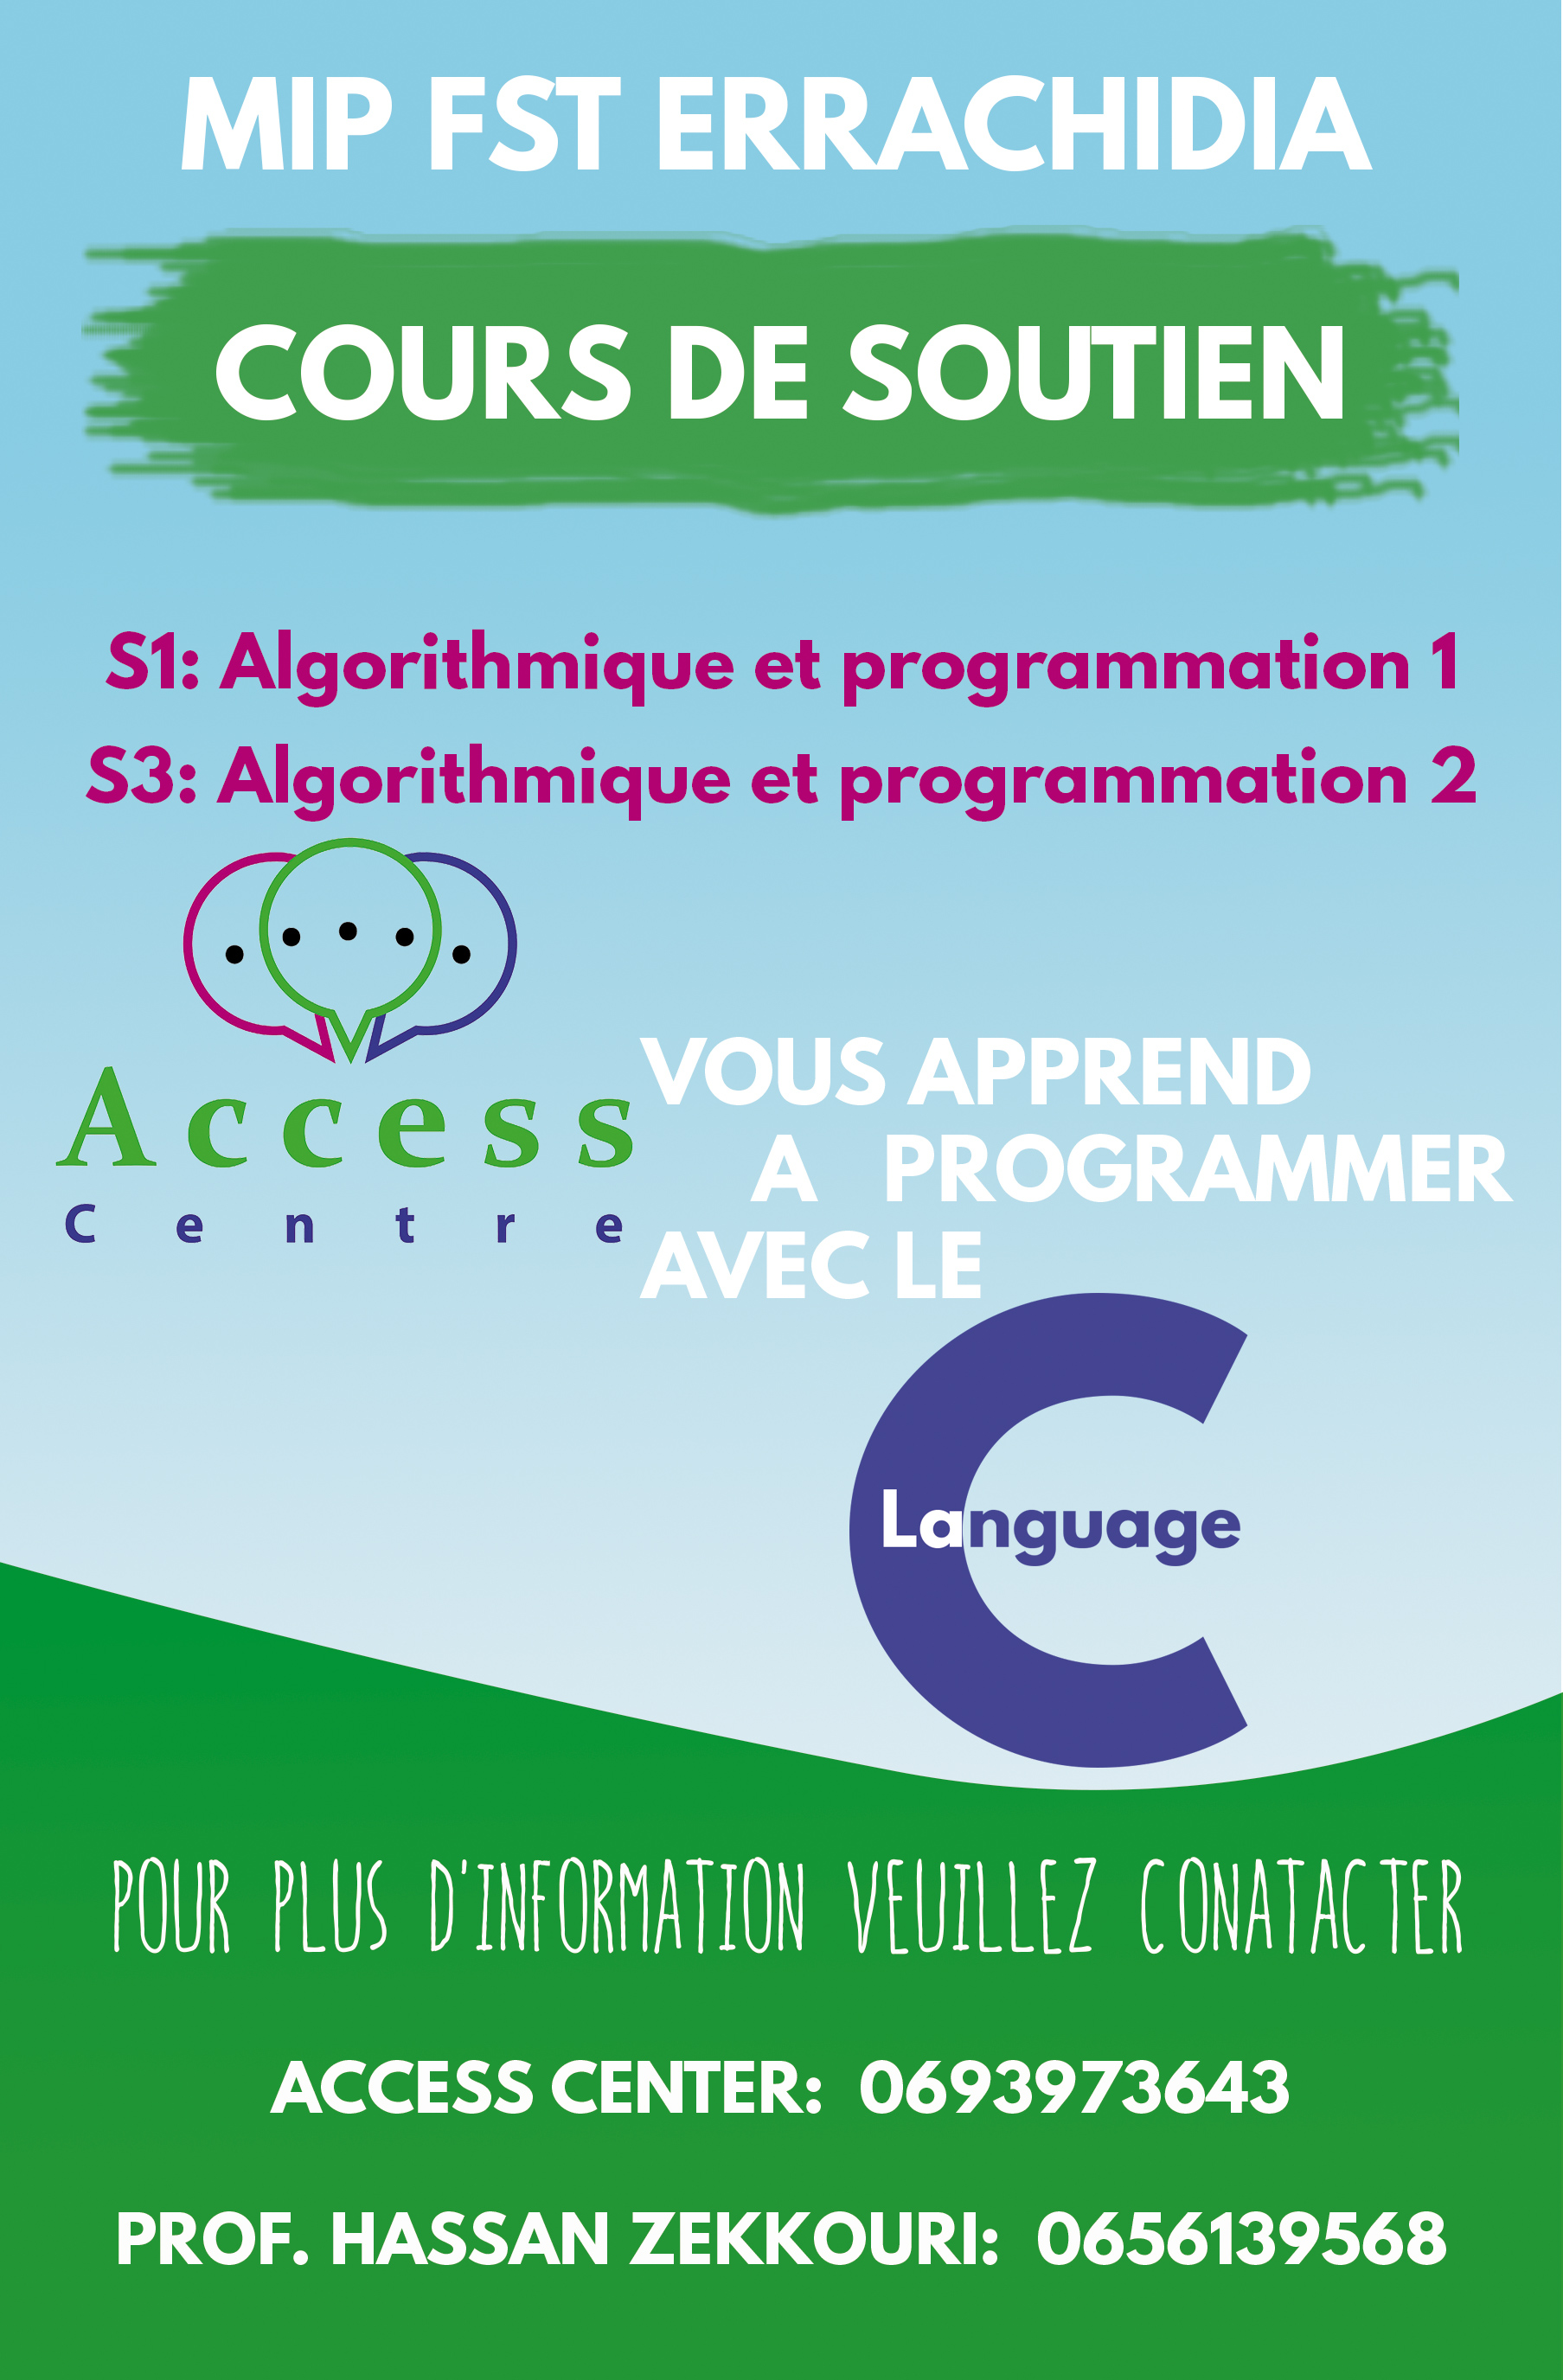 MIP FST ERRACHIDIA
COURS DE SOUTIEN
S1: Algorithmique et programmation 1
S3: Algorithmique et programmation 2
Access
Centre
VOUS APPREND
A PROGRAMMER
AVEC LE
C
Language
POUR PLUS D'INFORMATION VEUILLEZ CONATACTER
ACCESS CENTER: 0693973643
PROF. HASSAN ZEKKOURI: 0656139568